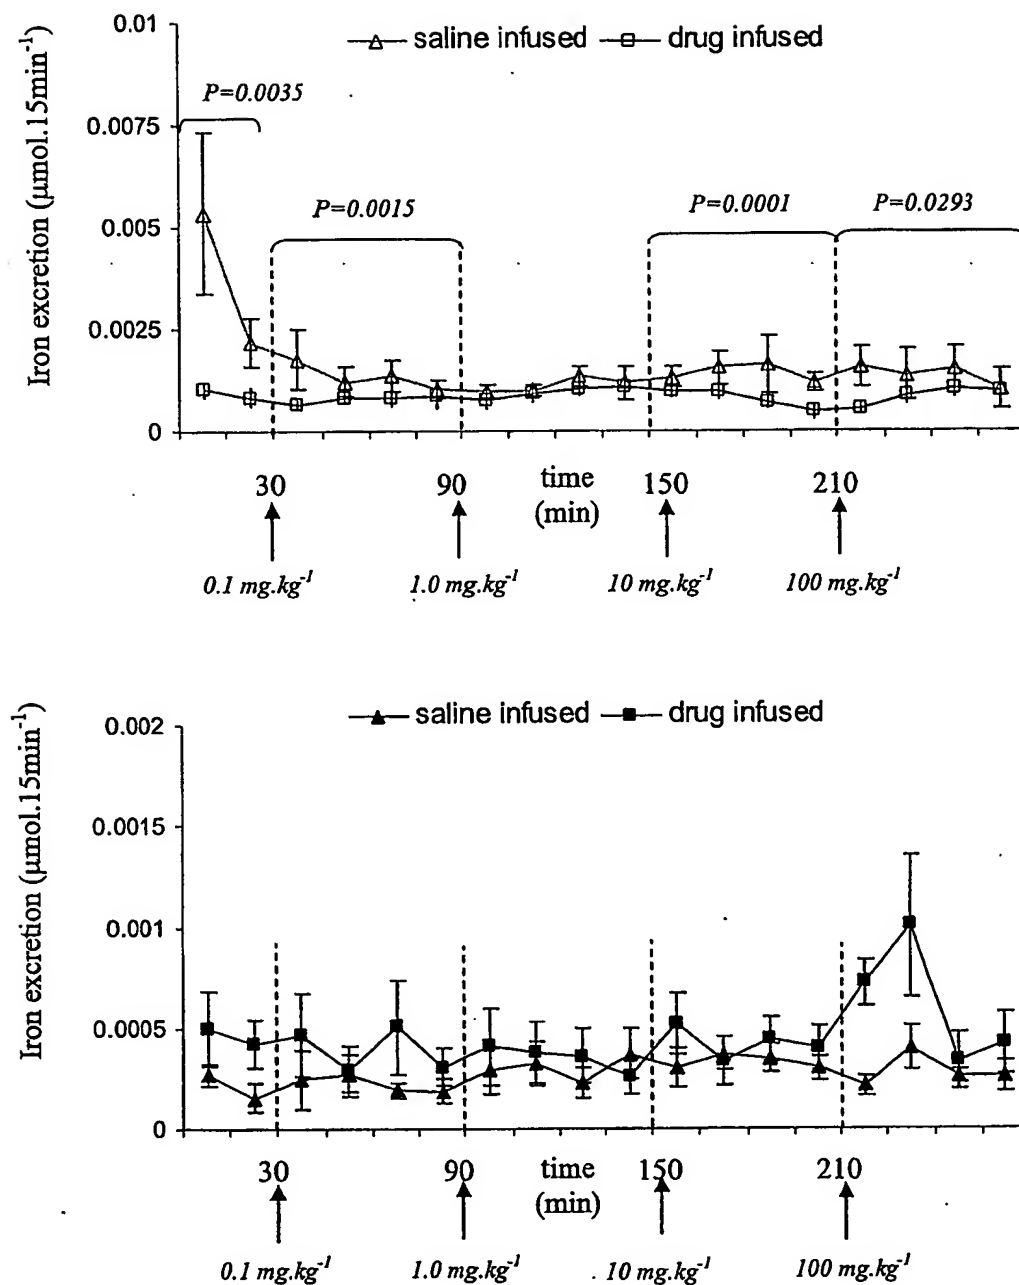 0.01
saline infused drug infused
P=0.0035
0.0075
P=0.0015
P=0.0001
P=0.0293
0.005
0.0025
0
Iron excretion (µmol.15min⁻¹)
30 90 time 150 210
(min)
0.1 mg.kg⁻¹ 1.0 mg.kg⁻¹ 10 mg.kg⁻¹ 100 mg.kg⁻¹
saline infused drug infused
0.002
0.0015
0.001
0.0005
0
Iron excretion (µmol.15min⁻¹)
30 90 time 150 210
(min)
0.1 mg.kg⁻¹ 1.0 mg.kg⁻¹ 10 mg.kg⁻¹ 100 mg.kg⁻¹